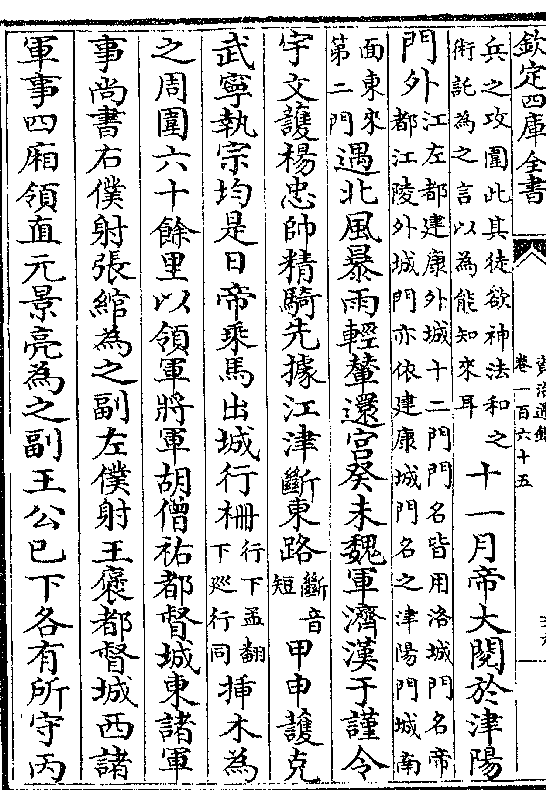 欽定四庫全書
資治通鑑
卷一百六十五
兵之攻圍此其徒欲神法和之
術託為之言以為能知來耳
十一月帝大閱於津陽
門外江左都建康外城十二門門名皆用洛城門名帝
都江陵外城門亦依建康城門名之津陽門城南
面東來
第二門遇北風暴雨輕輦還宫癸未魏軍濟漢于謹令
宇文護楊忠帥精騎先據江津斷東路斷音
短甲申護克
武寧執宗均是日帝乘馬出城行柵行下孟翻
下巡行同插木為
之周圍六十餘里以領軍將軍胡僧祐都督城東諸軍
事尚書右僕射張綰為之副左僕射王褒都督城西諸
軍事四廂領直元景亮為之副王公已下各有所守丙